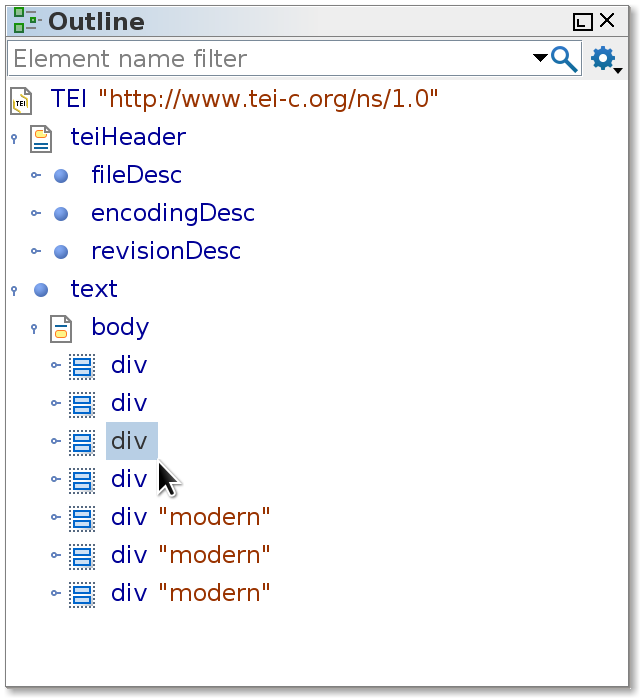 Outline
Element name filter
TEI "http://www.tei-c.org/ns/1.0"
teiHeader
fileDesc
encodingDesc
revisionDesc
text
body
div
div
div
div
div "modern"
div "modern"
div "modern"